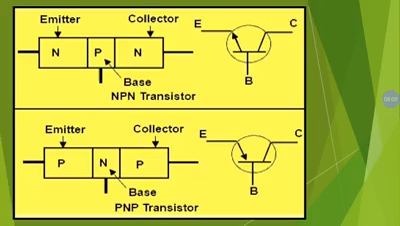 Emitter Collector E C
N P N
Base B
NPN Transistor
Emitter Collector E C
P N P
Base B
PNP Transistor